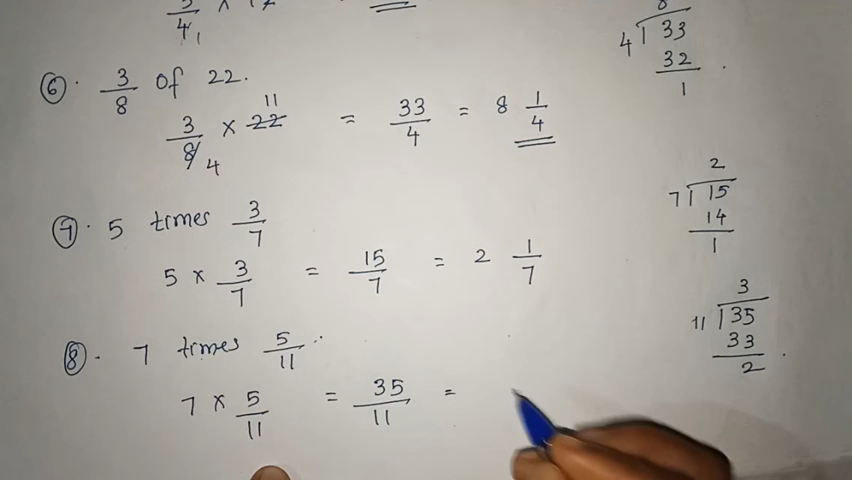 8
4 ) 33
32
1
⑥. 3/8 of 22.
11
3/8 × 22 = 33/4 = 8 1/4
4
2
7 ) 15
14
1
⑦. 5 times 3/7
5 × 3/7 = 15/7 = 2 1/7
3
11 ) 35
33
2
⑧. 7 times 5/11
7 × 5/11 = 35/11 =